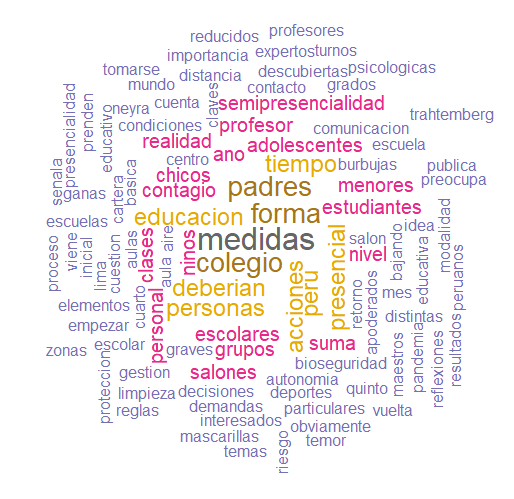 profesores
reducidos
expertos
turnos
importancia
tomarse
distancia
descubiertas
psicologicas
mundo
contacto
grados
claves
neyra
cuenta
semipresencialidad
trahtemberg
condiciones
profesor
comunicacion
presencialidad
prenden
educativo
realidad
adolescentes
escuela
centro
ano
tiempo
burbujas
publica
senala
ganas
cartera
basica
chicos
contagio
padres
menores
preocupa
escuelas
educacion
forma
estudiantes
idea
modalidad
proceso
viene
inicial
lima
cuestion
aulas
clases
aula
aire
ninos
medidas
colegio
presencial
salon
nivel
bajando
educativa
peruanos
elementos
cuarto
personal
deberian
personas
acciones
peru
retorno
apoderados
mes
distintas
empezar
zonas
escolar
graves
escolares
grupos
suma
maestros
pandemia
reflexiones
resultados
proteccion
gestion
salones
bioseguridad
autonomia
limpieza
decisiones
deportes
quinto
reglas
demandas
particulares
vuelta
interesados
obviamente
mascarillas
temor
temas
riesgo